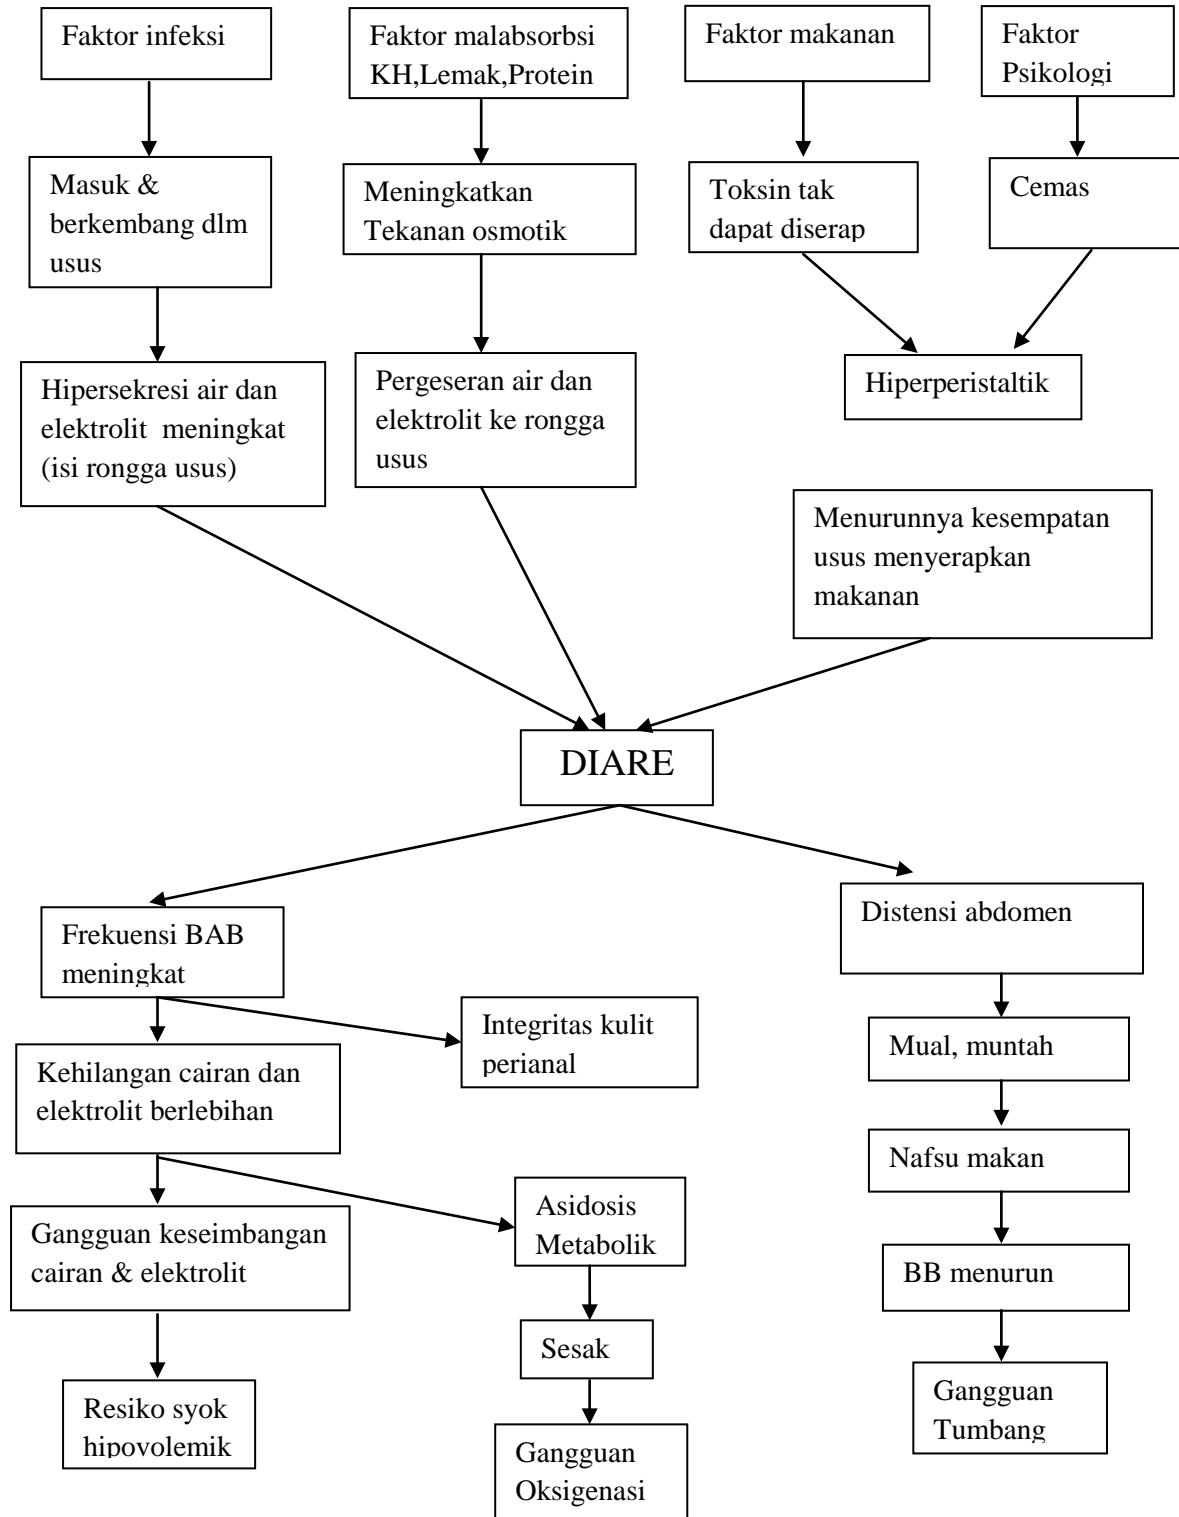 Faktor infeksi
Faktor malabsorbsi
KH,Lemak,Protein
Faktor makanan
Faktor
Psikologi
Masuk &
berkembang dlm
usus
Meningkatkan
Tekanan osmotik
Toksin tak
dapat diserap
Cemas
Hipersekresi air dan
elektrolit  meningkat
(isi rongga usus)
Pergeseran air dan
elektrolit ke rongga
usus
Hiperperistaltik
Menurunnya kesempatan
usus menyerapkan
makanan
DIARE
Frekuensi BAB
meningkat
Distensi abdomen
Integritas kulit
perianal
Mual, muntah
Kehilangan cairan dan
elektrolit berlebihan
Nafsu makan
Asidosis
Metabolik
Gangguan keseimbangan
cairan & elektrolit
BB menurun
Sesak
Resiko syok
hipovolemik
Gangguan
Tumbang
Gangguan
Oksigenasi